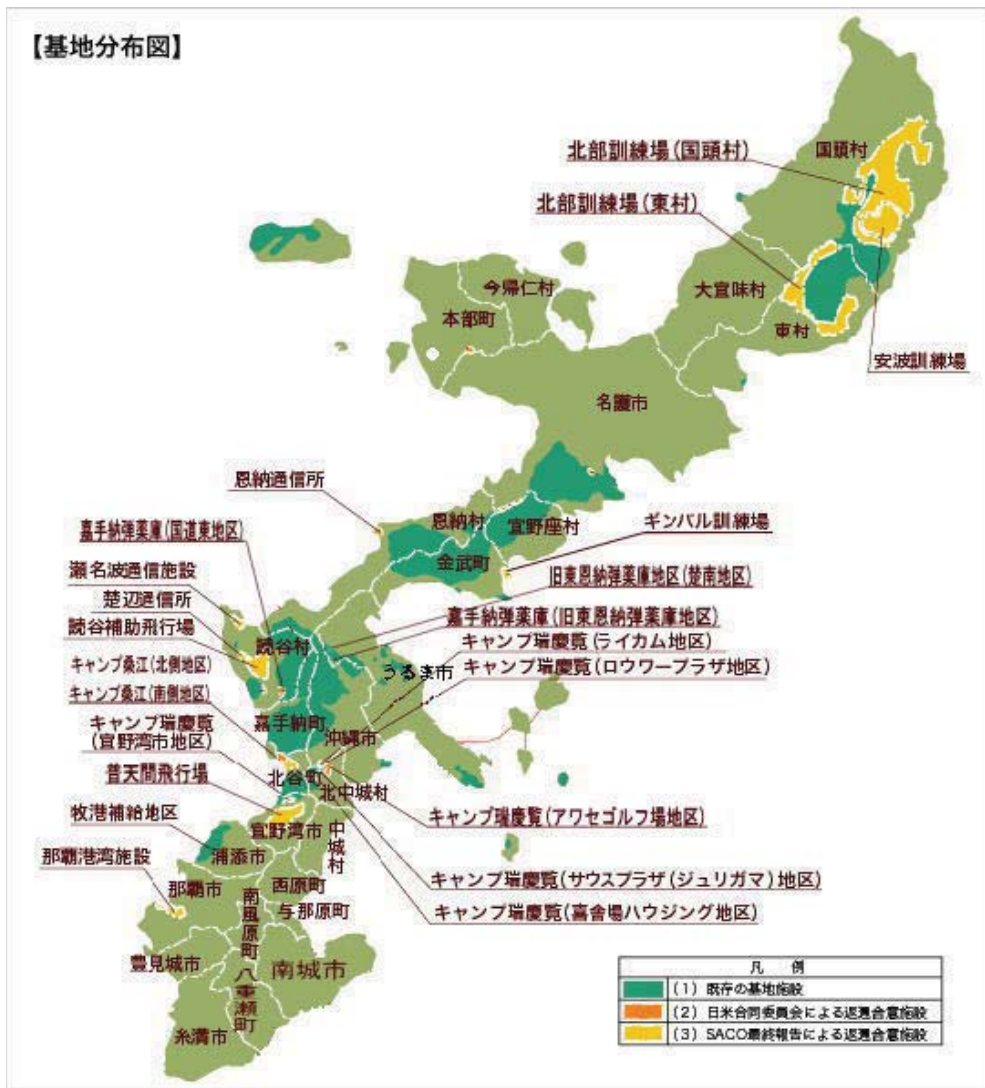 【基地分布図】
北部訓練場(国頭村)
国頭村
北部訓練場(東村)
今帰仁村
本部町
大宜味村
東村
安波訓練場
名護市
恩納通信所
恩納村
宜野座村
ギンバル訓練場
嘉手納弾薬庫(国道東地区)
金武町
旧東恩納弾薬庫地区(楚南地区)
瀬名波通信施設
楚辺通信所
嘉手納弾薬庫(旧東恩納弾薬庫地区)
読谷補助飛行場
読谷村
キャンプ瑞慶覧(ライカム地区)
キャンプ桑江(北側地区)
うるま市
キャンプ瑞慶覧(ロウワープラザ地区)
キャンプ桑江(南側地区)
嘉手納町
沖縄市
キャンプ瑞慶覧
(宜野湾市地区)
北谷町
北中城村
普天間飛行場
キャンプ瑞慶覧(アワセゴルフ場地区)
牧港補給地区
宜野湾市
中城村
浦添市
那覇港湾施設
那覇市
西原町
キャンプ瑞慶覧(サウスプラザ(ジュリガマ)地区)
南風原町
与那原町
キャンプ瑞慶覧(喜舎場ハウジング地区)
豊見城市
南城市
八重瀬町
糸満市
凡 例
(1)既存の基地施設
(2)日米合同委員会による返還合意施設
(3)SACO最終報告による返還合意施設